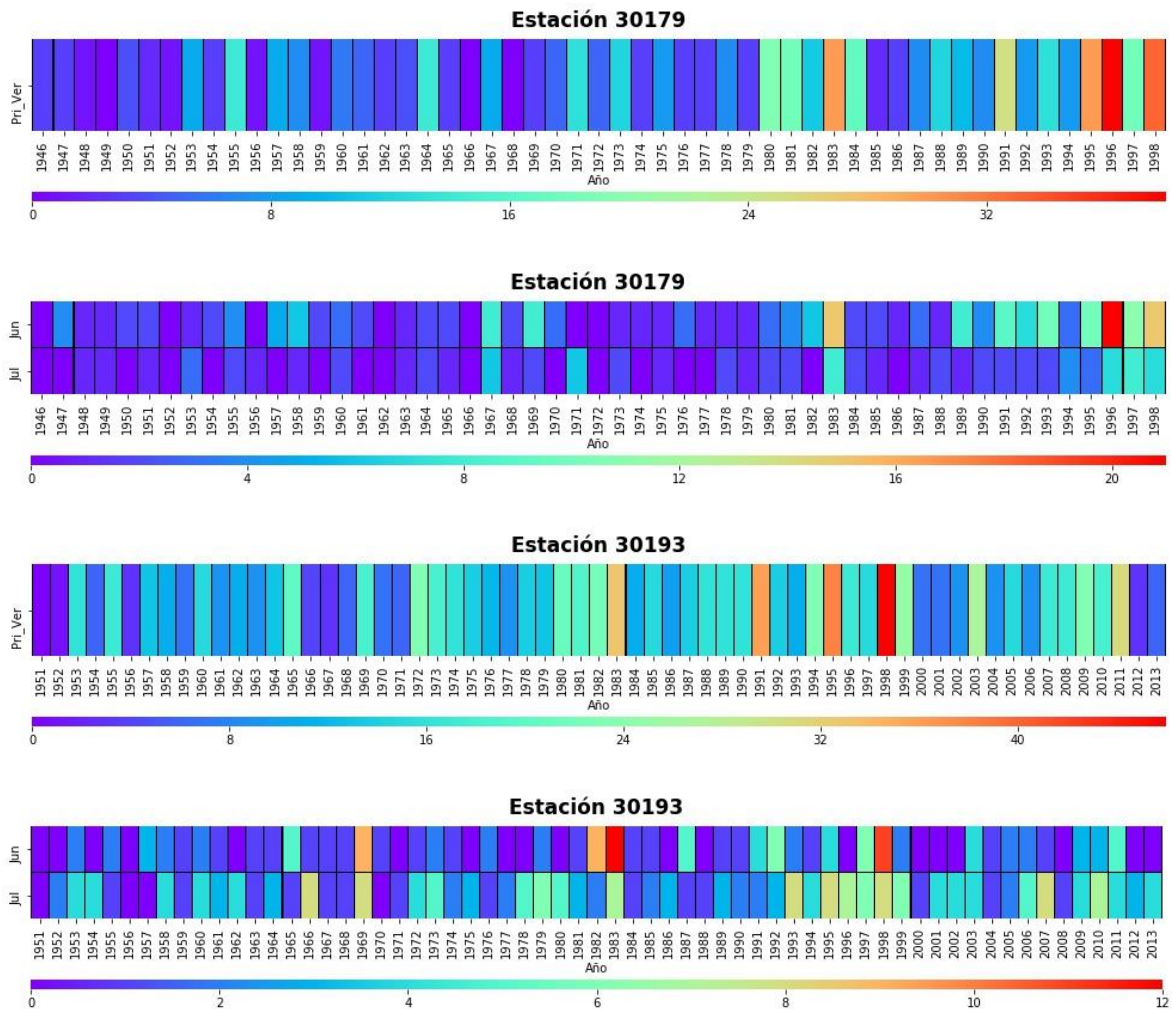 Estación 30179
Pri_Ver
1946 1947 1948 1949 1950 1951 1952 1953 1954 1955 1956 1957 1958 1959 1960 1961 1962 1963 1964 1965 1966 1967 1968 1969 1970 1971 1972 1973 1974 1975 1976 1977 1978 1979 1980 1981 1982 1983 1984 1985 1986 1987 1988 1989 1990 1991 1992 1993 1994 1995 1996 1997 1998
Año
0 8 16 24 32
Estación 30179
Jun
Jul
1946 1947 1948 1949 1950 1951 1952 1953 1954 1955 1956 1957 1958 1959 1960 1961 1962 1963 1964 1965 1966 1967 1968 1969 1970 1971 1972 1973 1974 1975 1976 1977 1978 1979 1980 1981 1982 1983 1984 1985 1986 1987 1988 1989 1990 1991 1992 1993 1994 1995 1996 1997 1998
Año
0 4 8 12 16 20
Estación 30193
Pri_Ver
1951 1952 1953 1954 1955 1956 1957 1958 1959 1960 1961 1962 1963 1964 1965 1966 1967 1968 1969 1970 1971 1972 1973 1974 1975 1976 1977 1978 1979 1980 1981 1982 1983 1984 1985 1986 1987 1988 1989 1990 1991 1992 1993 1994 1995 1996 1997 1998 1999 2000 2001 2002 2003 2004 2005 2006 2007 2008 2009 2010 2011 2012 2013
Año
0 8 16 24 32 40
Estación 30193
Jun
Jul
1951 1952 1953 1954 1955 1956 1957 1958 1959 1960 1961 1962 1963 1964 1965 1966 1967 1968 1969 1970 1971 1972 1973 1974 1975 1976 1977 1978 1979 1980 1981 1982 1983 1984 1985 1986 1987 1988 1989 1990 1991 1992 1993 1994 1995 1996 1997 1998 1999 2000 2001 2002 2003 2004 2005 2006 2007 2008 2009 2010 2011 2012 2013
Año
0 2 4 6 8 10 12